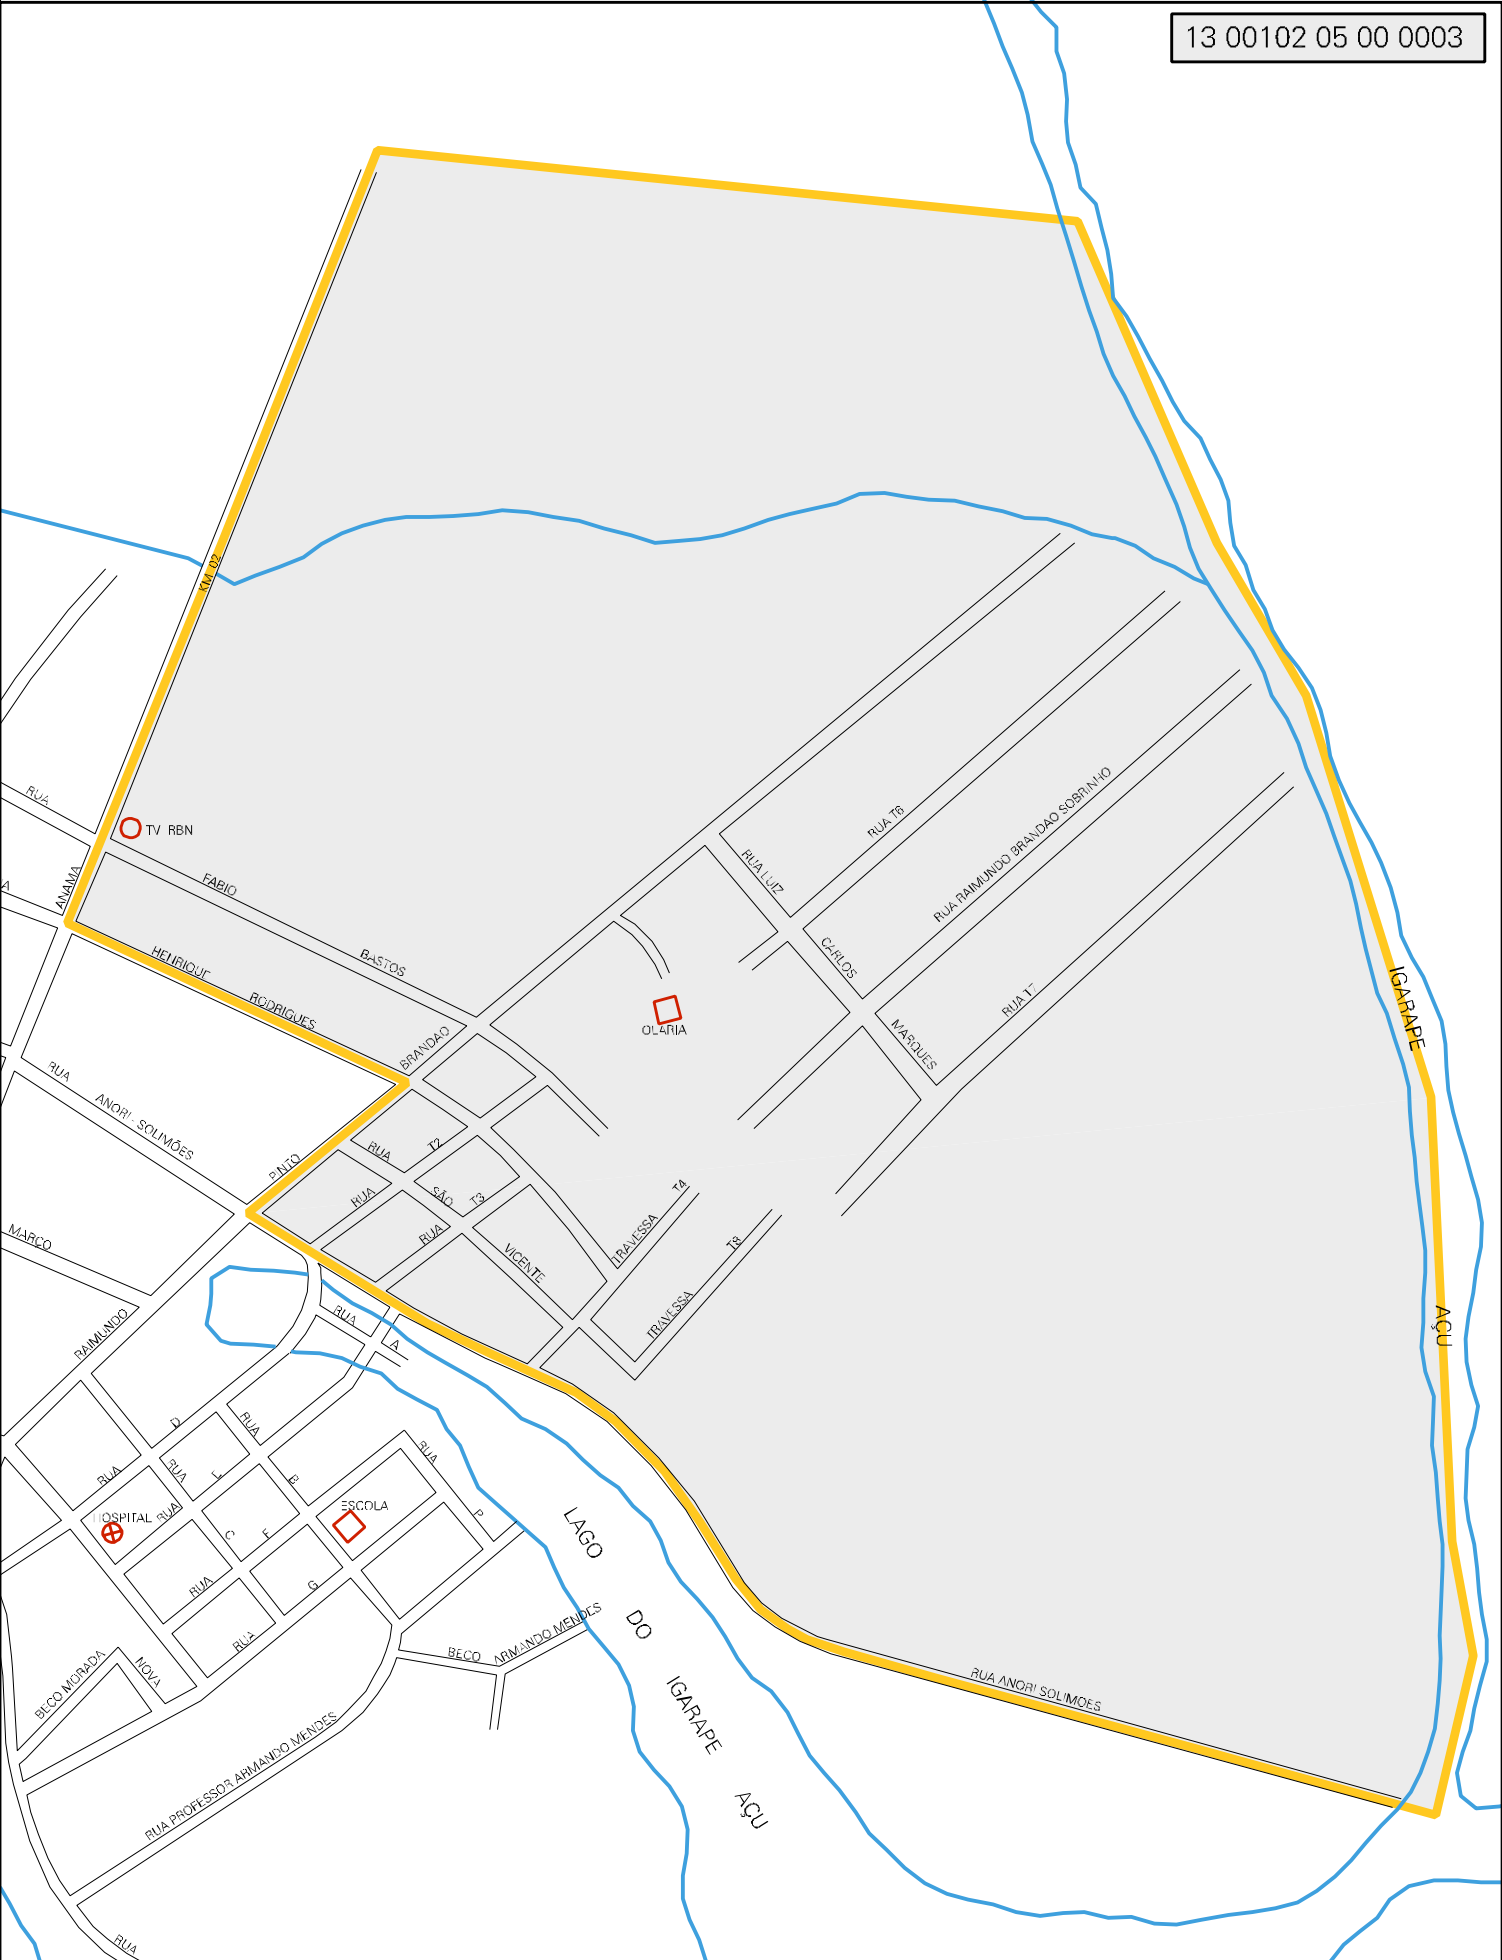 13 00102 05 00 0003
KM 02
RUA
TV RBN
ANAMA
A
FABIO
BASTOS
HENRIQUE
RODRIGUES
BRANDAO
PINTO
RAIMUNDO
RUA
ANORI - SOLIMÕES
MARÇO
RUA LUIZ
CARLOS
MARQUES
RUA T6
RUA RAIMUNDO BRANDAO SOBRINHO
RUA 17
OLARIA
RUA
T2
RUA
SÃO
T3
RUA
VICENTE
TRAVESSA
T4
TRAVESSA
T8
IGARAPE
AÇU
RUA
A
D
RUA
RUA
RUA
B
RUA
ESCOLA
P
HOSPITAL
RUA
C
F
RUA
G
RUA
BECO MORADA
NOVA
BECO
ARMANDO MENDES
RUA PROFESSOR ARMANDO MENDES
LAGO
DO
IGARAPE
AÇU
RUA ANORI SOLIMOES
RUA